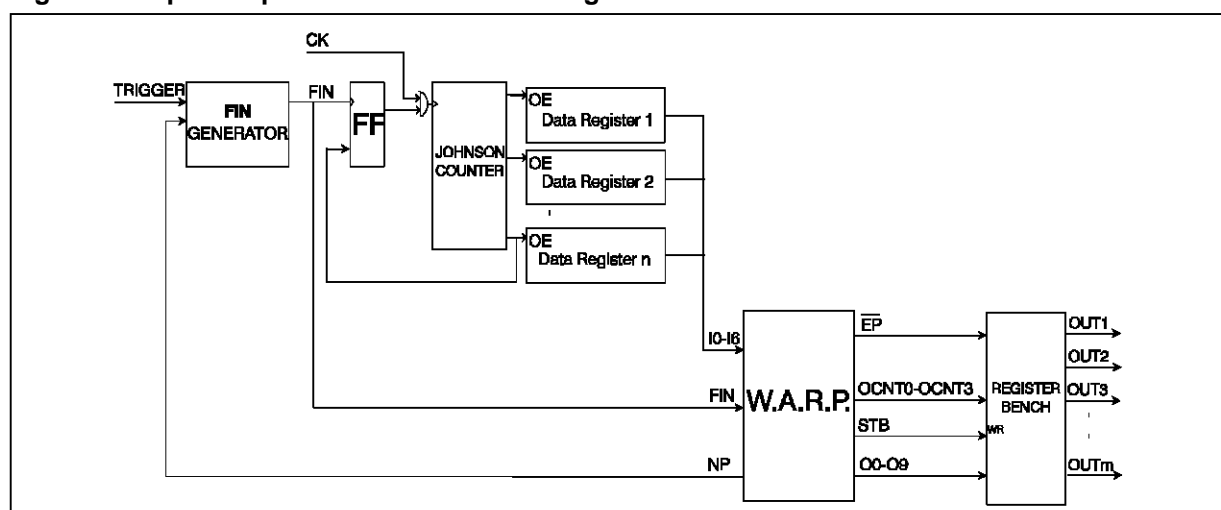 CK
TRIGGER
FIN
GENERATOR
FIN
FF
JOHNSON
COUNTER
OE
Data Register 1
OE
Data Register 2
OE
Data Register n
I0-I6
FIN
NP
W.A.R.P.
EP
OCNT0-OCNT3
STB
O0-O9
REGISTER
BENCH
WR
OUT1
OUT2
OUT3
OUTm